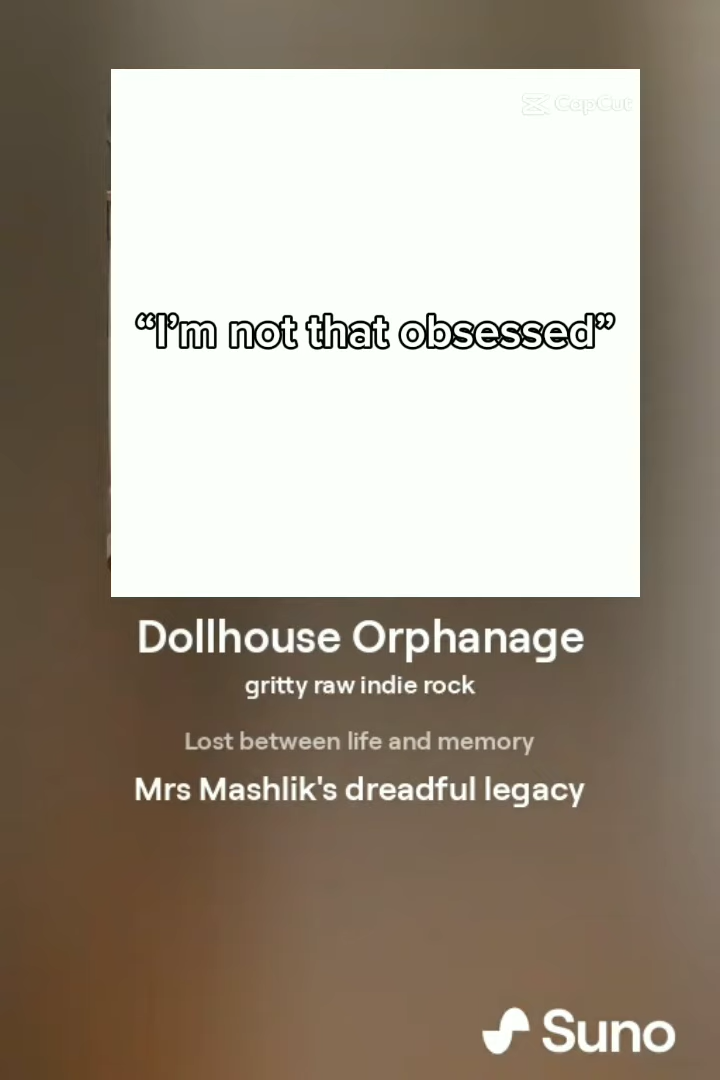 CapCut
“I’m not that obsessed”
Dollhouse Orphanage
gritty raw indie rock
Lost between life and memory
Mrs Mashlik's dreadful legacy
Suno